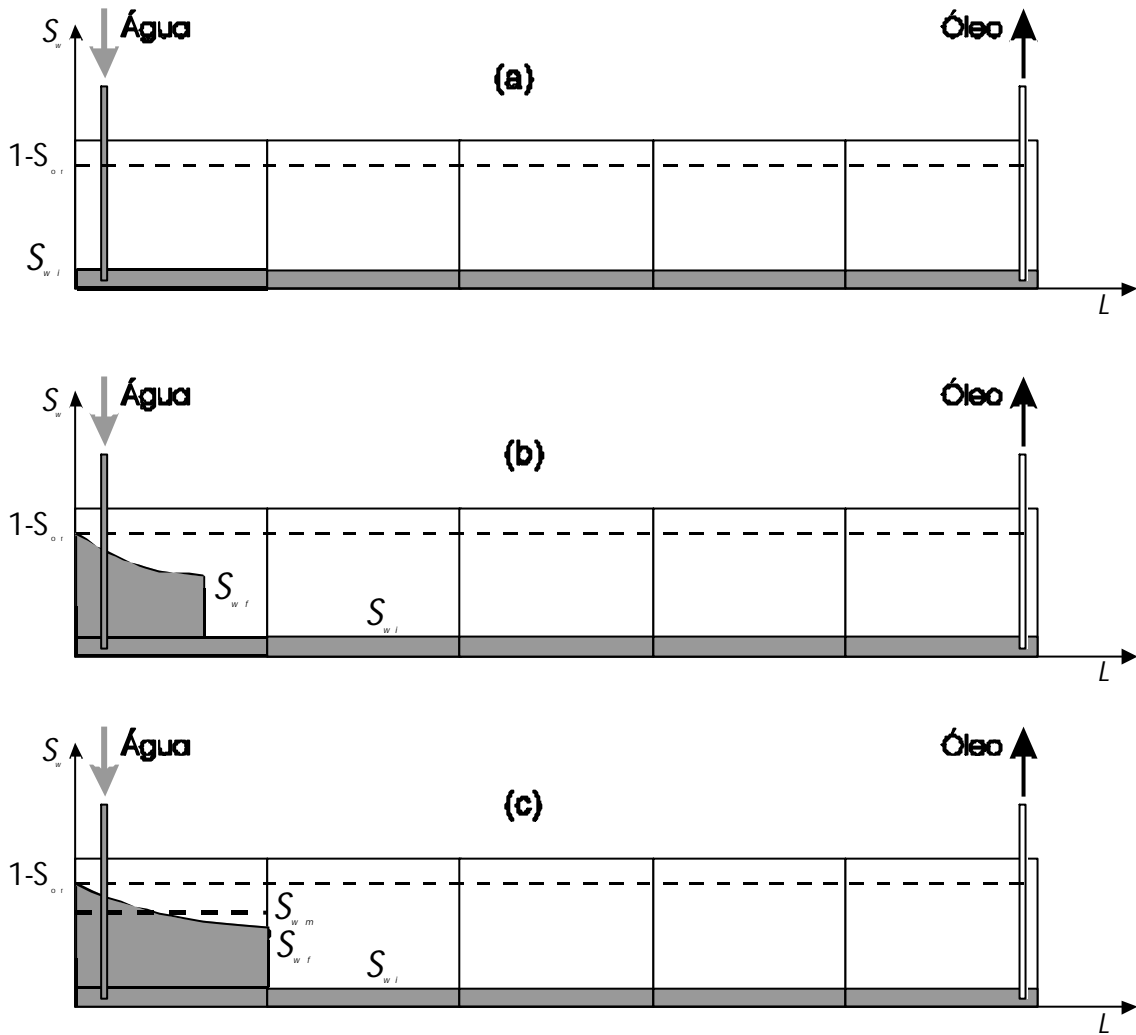 S_w Água Óleo
(a)
1-S_or
S_wi
L
S_w Água Óleo
(b)
1-S_or
S_wf
S_wi
L
S_w Água Óleo
(c)
1-S_or
S_wm
S_wf
S_wi
L